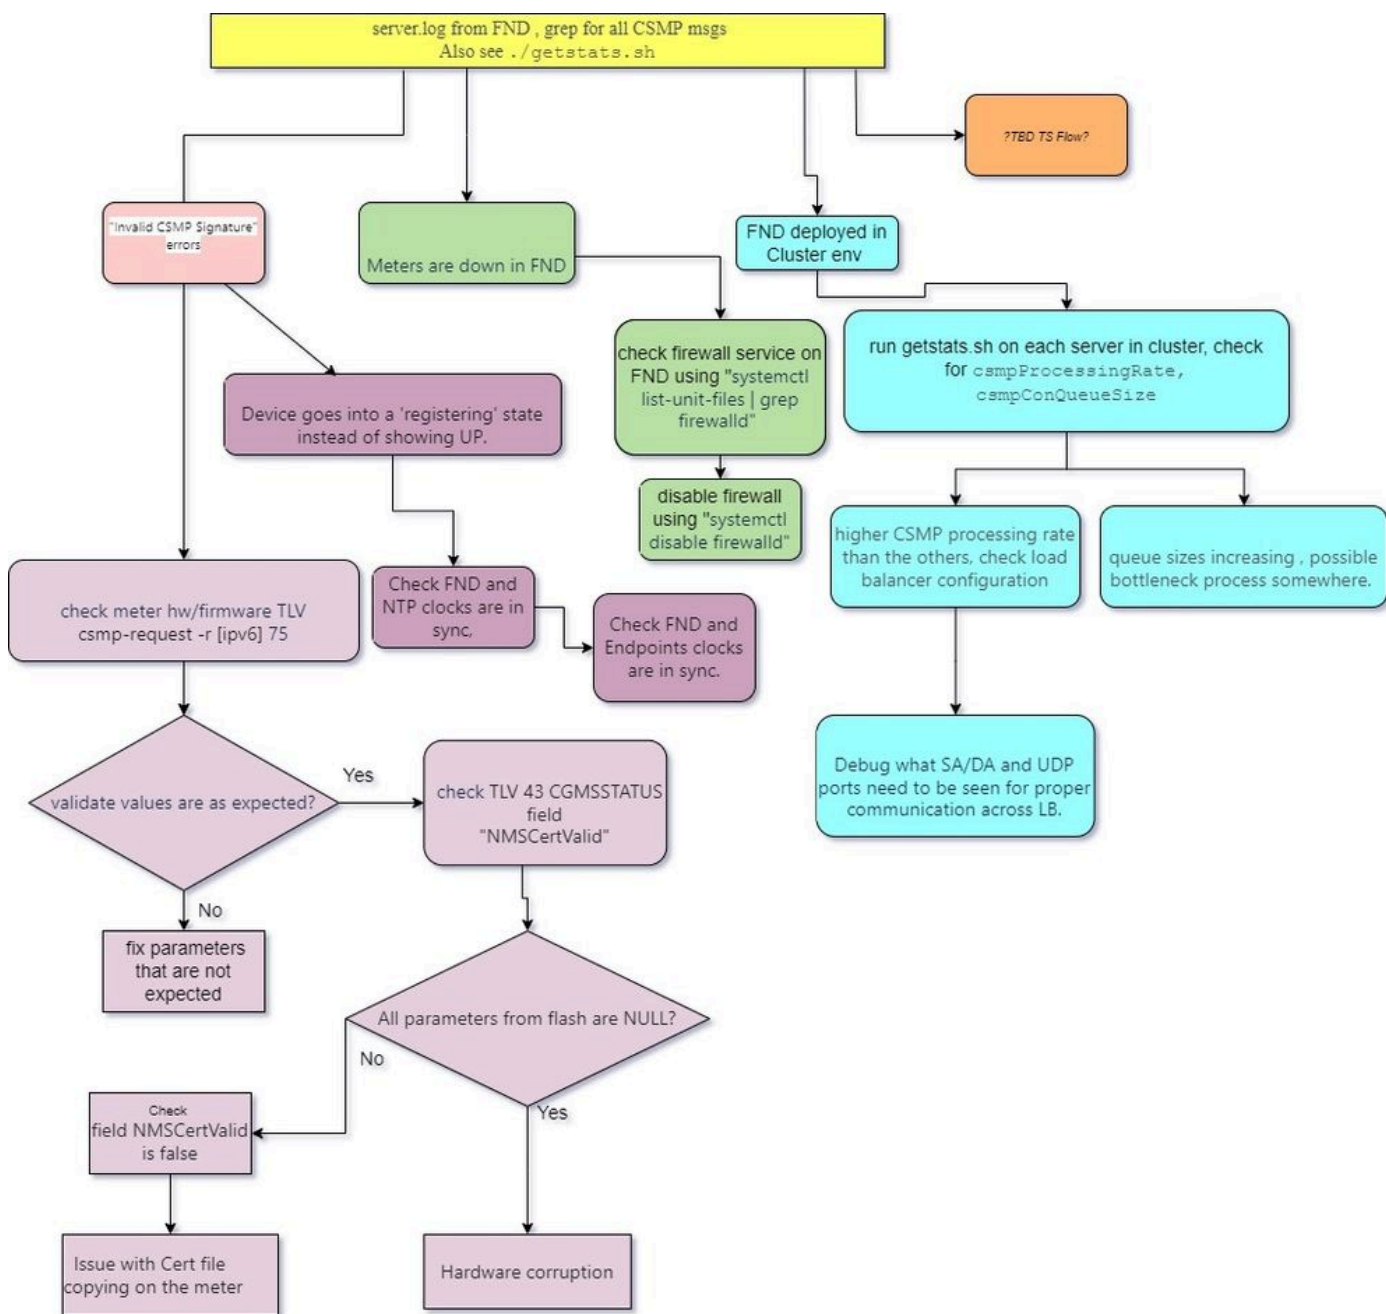 server.log from FND , grep for all CSMP msgs
Also see ./getstats.sh
?TBD TS Flow?
"Invalid CSMP Signature"
errors
Meters are down in FND
FND deployed in
Cluster env
check firewall service on
FND using "systemctl
list-unit-files | grep
firewalld"
run getstats.sh on each server in cluster, check
for csmpProcessingRate,
csmpConQueueSize
Device goes into a 'registering' state
instead of showing UP.
disable firewall
using "systemctl
disable firewalld"
higher CSMP processing rate
than the others, check load
balancer configuration
queue sizes increasing , possible
bottleneck process somewhere.
check meter hw/firmware TLV
csmp-request -r [ipv6] 75
Check FND and
NTP clocks are in
sync,
Check FND and
Endpoints clocks
are in sync.
validate values are as expected?
Yes
check TLV 43 CGMSSTATUS
field
"NMSCertValid"
Debug what SA/DA and UDP
ports need to be seen for proper
communication across LB.
No
fix parameters
that are not
expected
All parameters from flash are NULL?
No
Yes
Check
field NMSCertValid
is false
Issue with Cert file
copying on the meter
Hardware corruption